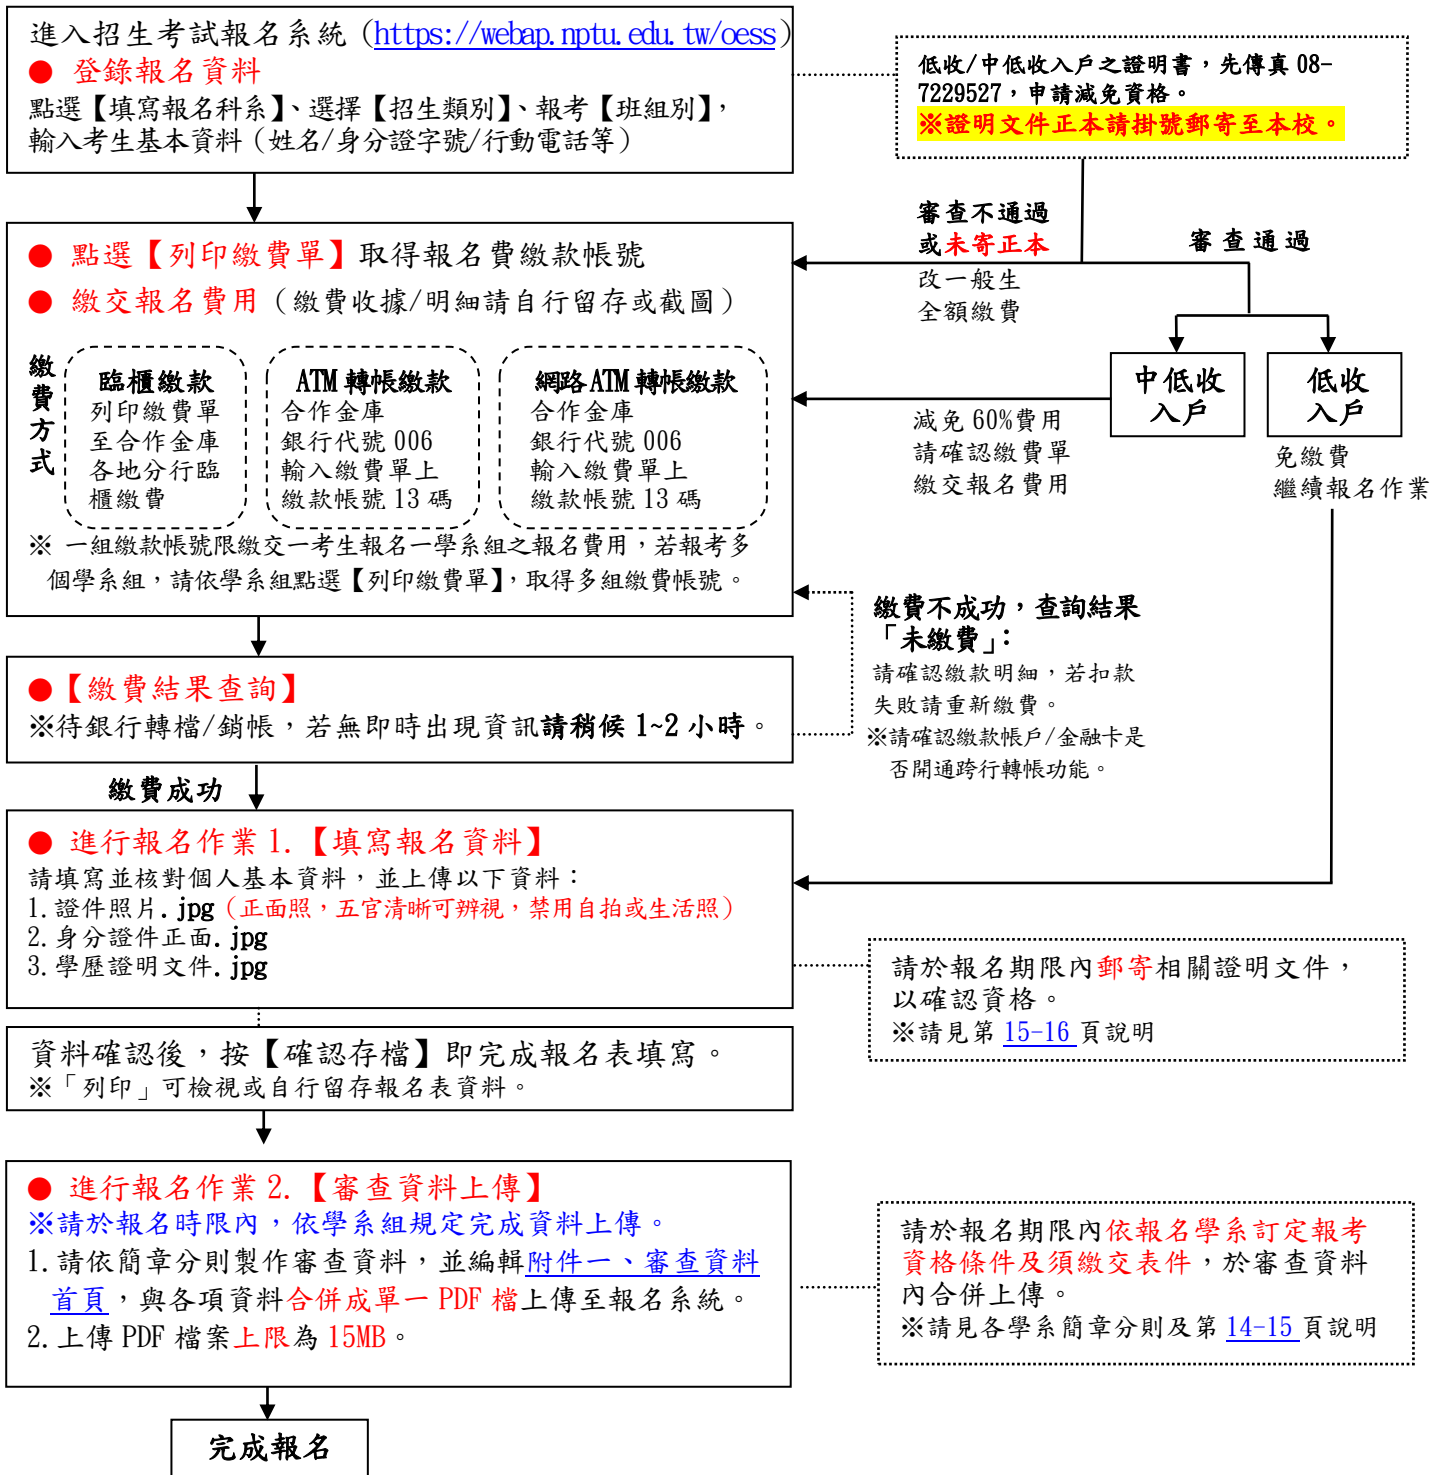 進入招生考試報名系統（https://webap.nptu.edu.tw/oess）
● 登錄報名資料
點選【填寫報名科系】、選擇【招生類別】、報考【班組別】，
輸入考生基本資料（姓名/身分證字號/行動電話等）
低收/中低收入戶之證明書，先傳真 08-
7229527，申請減免資格。
※證明文件正本請掛號郵寄至本校。
審查不通過
或未寄正本
改一般生
全額繳費
審查通過
● 點選【列印繳費單】取得報名費繳款帳號
● 繳交報名費用（繳費收據/明細請自行留存或截圖）
繳費方式
臨櫃繳款
列印繳費單
至合作金庫
各地分行臨
櫃繳費
ATM 轉帳繳款
合作金庫
銀行代號 006
輸入繳費單上
繳款帳號 13 碼
網路 ATM 轉帳繳款
合作金庫
銀行代號 006
輸入繳費單上
繳款帳號 13 碼
※ 一組繳款帳號限繳交一考生報名一學系組之報名費用，若報考多
個學系組，請依學系組點選【列印繳費單】，取得多組繳費帳號。
中低收
入戶
減免 60%費用
請確認繳費單
繳交報名費用
低收
入戶
免繳費
繼續報名作業
繳費不成功，查詢結果
「未繳費」：
請確認繳款明細，若扣款
失敗請重新繳費。
※請確認繳款帳戶/金融卡是
否開通跨行轉帳功能。
●【繳費結果查詢】
※待銀行轉檔/銷帳，若無即時出現資訊請稍候 1~2 小時。
繳費成功
● 進行報名作業 1.【填寫報名資料】
請填寫並核對個人基本資料，並上傳以下資料：
1.證件照片.jpg（正面照，五官清晰可辨視，禁用自拍或生活照）
2.身分證件正面.jpg
3.學歷證明文件.jpg
請於報名期限內郵寄相關證明文件，
以確認資格。
※請見第 15-16 頁說明
資料確認後，按【確認存檔】即完成報名表填寫。
※「列印」可檢視或自行留存報名表資料。
● 進行報名作業 2.【審查資料上傳】
※請於報名時限內，依學系組規定完成資料上傳。
1.請依簡章分則製作審查資料，並編輯附件一、審查資料
首頁，與各項資料合併成單一 PDF 檔上傳至報名系統。
2.上傳 PDF 檔案上限為 15MB。
請於報名期限內依報名學系訂定報考
資格條件及須繳交表件，於審查資料
內合併上傳。
※請見各學系簡章分則及第 14-15 頁說明
完成報名